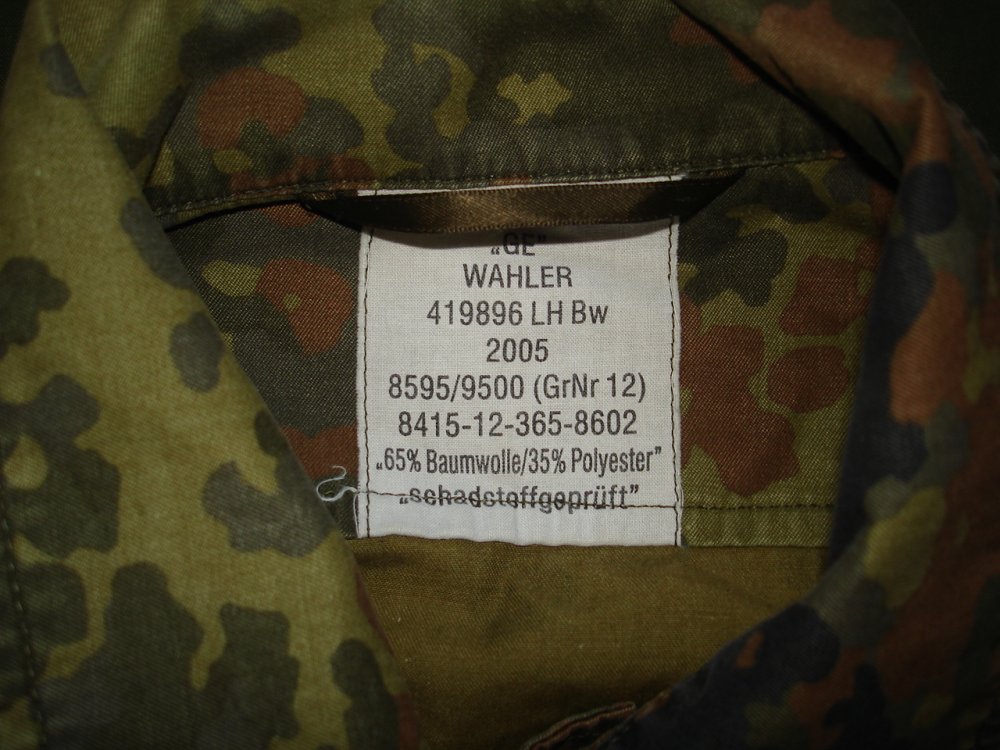 „GE”
WAHLER
419896 LH Bw
2005
8595/9500 (GrNr 12)
8415-12-365-8602
„65% Baumwolle/35% Polyester”
„schadstoffgeprüft”